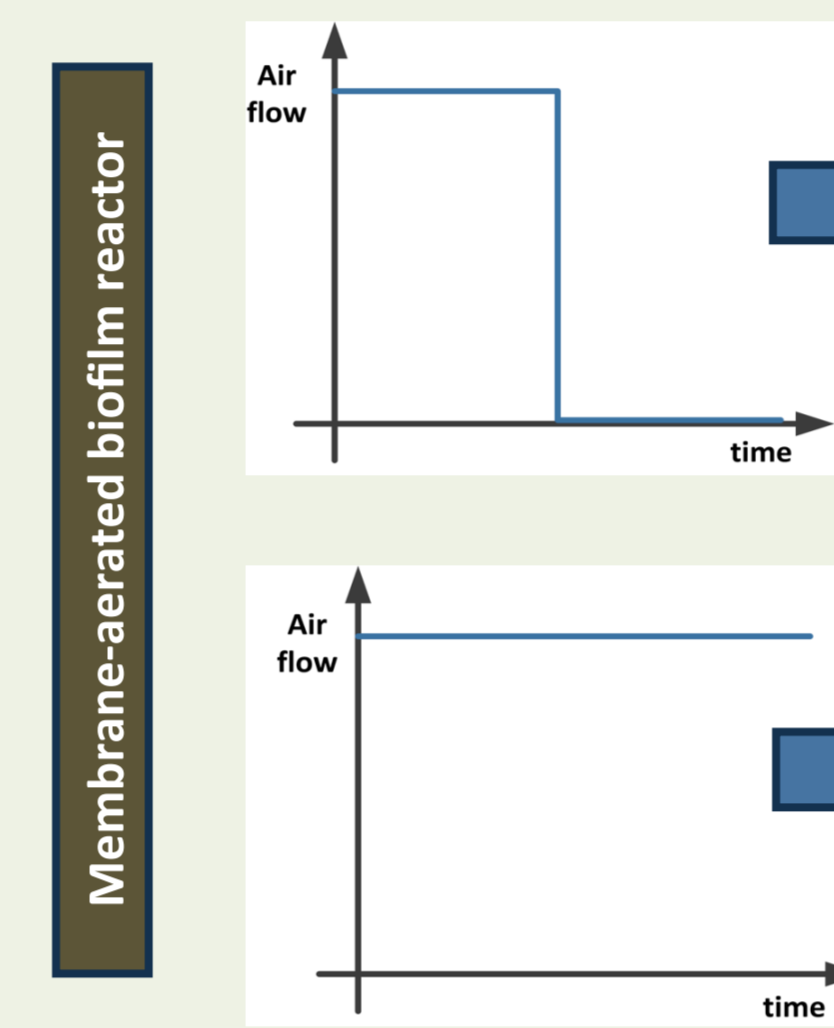 Membrane-aerated biofilm reactor
Air
flow
time
Air
flow
time